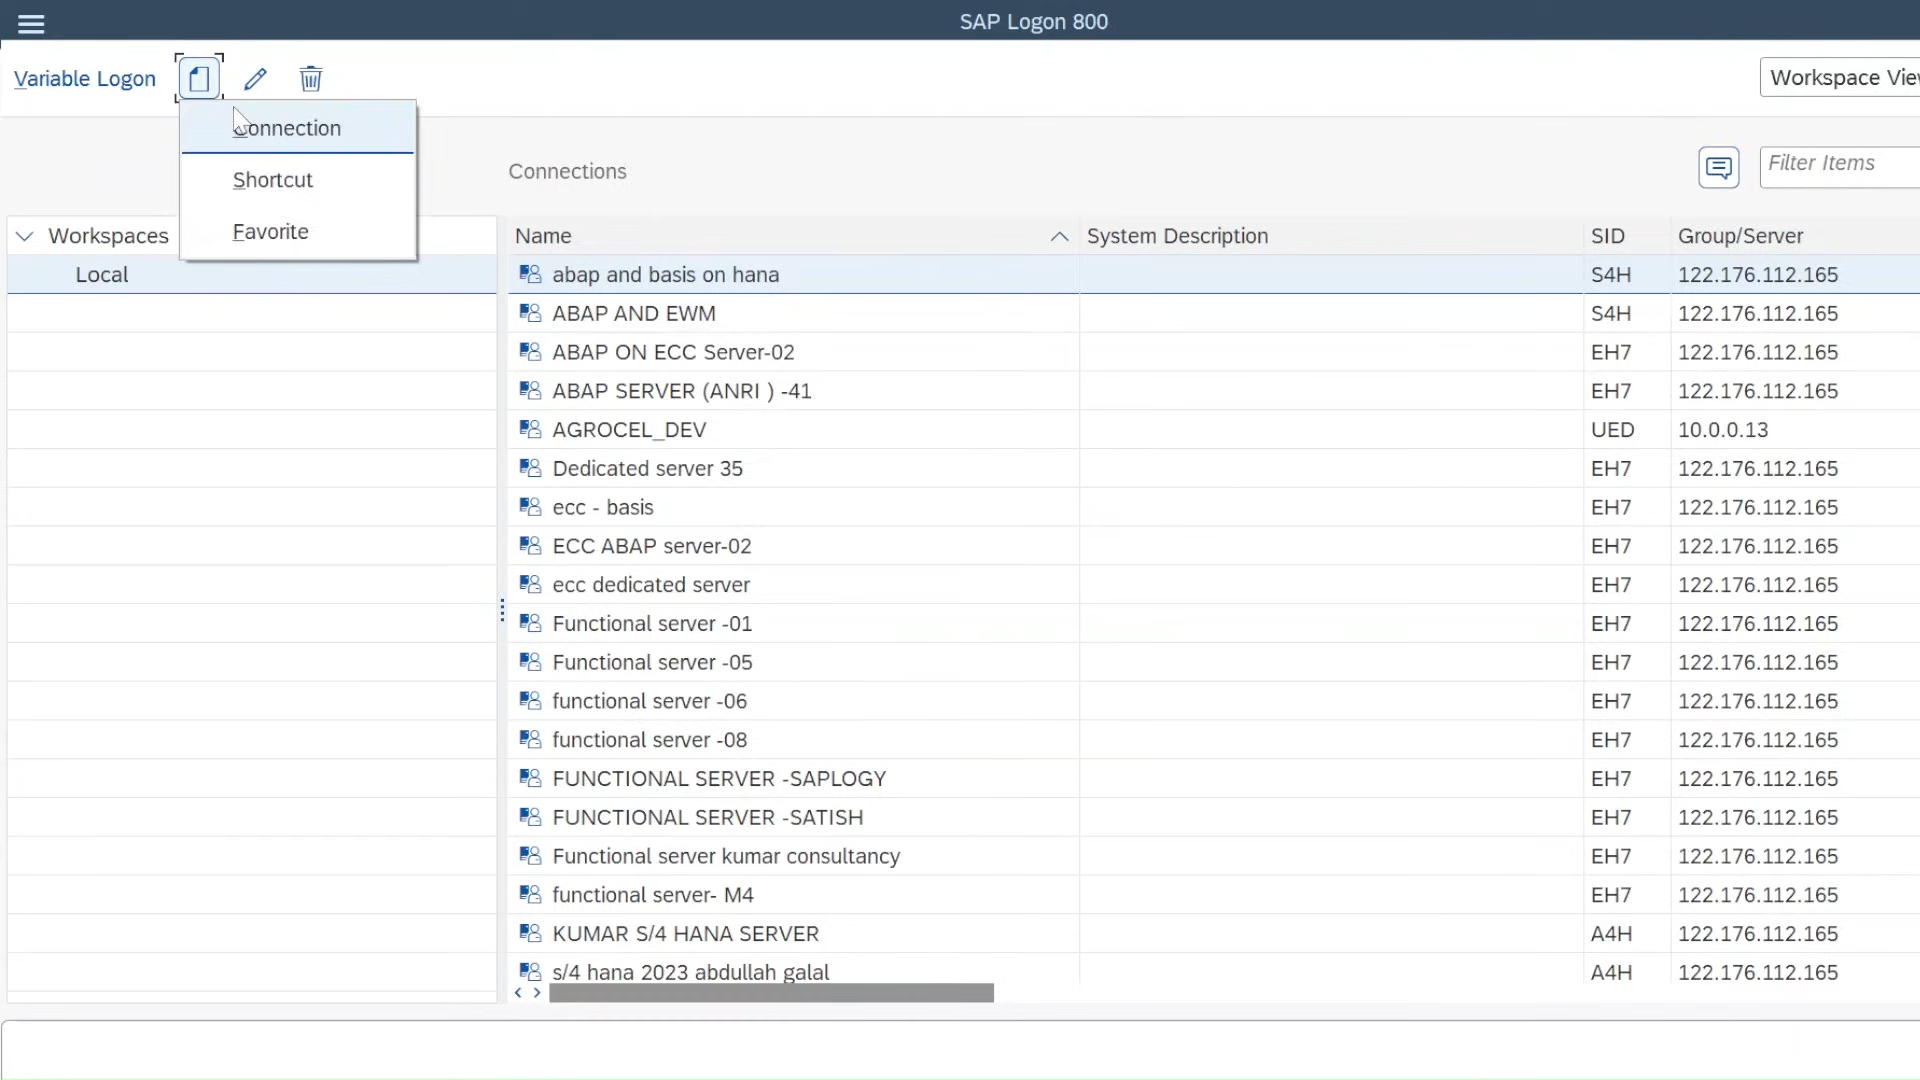 SAP Logon 800
Variable Logon
Workspace Vie
Connection
Shortcut
Favorite
Connections
Filter Items
Workspaces
Local
Name System Description SID Group/Server
abap and basis on hana S4H 122.176.112.165
ABAP AND EWM S4H 122.176.112.165
ABAP ON ECC Server-02 EH7 122.176.112.165
ABAP SERVER (ANRI ) -41 EH7 122.176.112.165
AGROCEL_DEV UED 10.0.0.13
Dedicated server 35 EH7 122.176.112.165
ecc - basis EH7 122.176.112.165
ECC ABAP server-02 EH7 122.176.112.165
ecc dedicated server EH7 122.176.112.165
Functional server -01 EH7 122.176.112.165
Functional server -05 EH7 122.176.112.165
functional server -06 EH7 122.176.112.165
functional server -08 EH7 122.176.112.165
FUNCTIONAL SERVER -SAPLOGY EH7 122.176.112.165
FUNCTIONAL SERVER -SATISH EH7 122.176.112.165
Functional server kumar consultancy EH7 122.176.112.165
functional server- M4 EH7 122.176.112.165
KUMAR S/4 HANA SERVER A4H 122.176.112.165
s/4 hana 2023 abdullah galal A4H 122.176.112.165